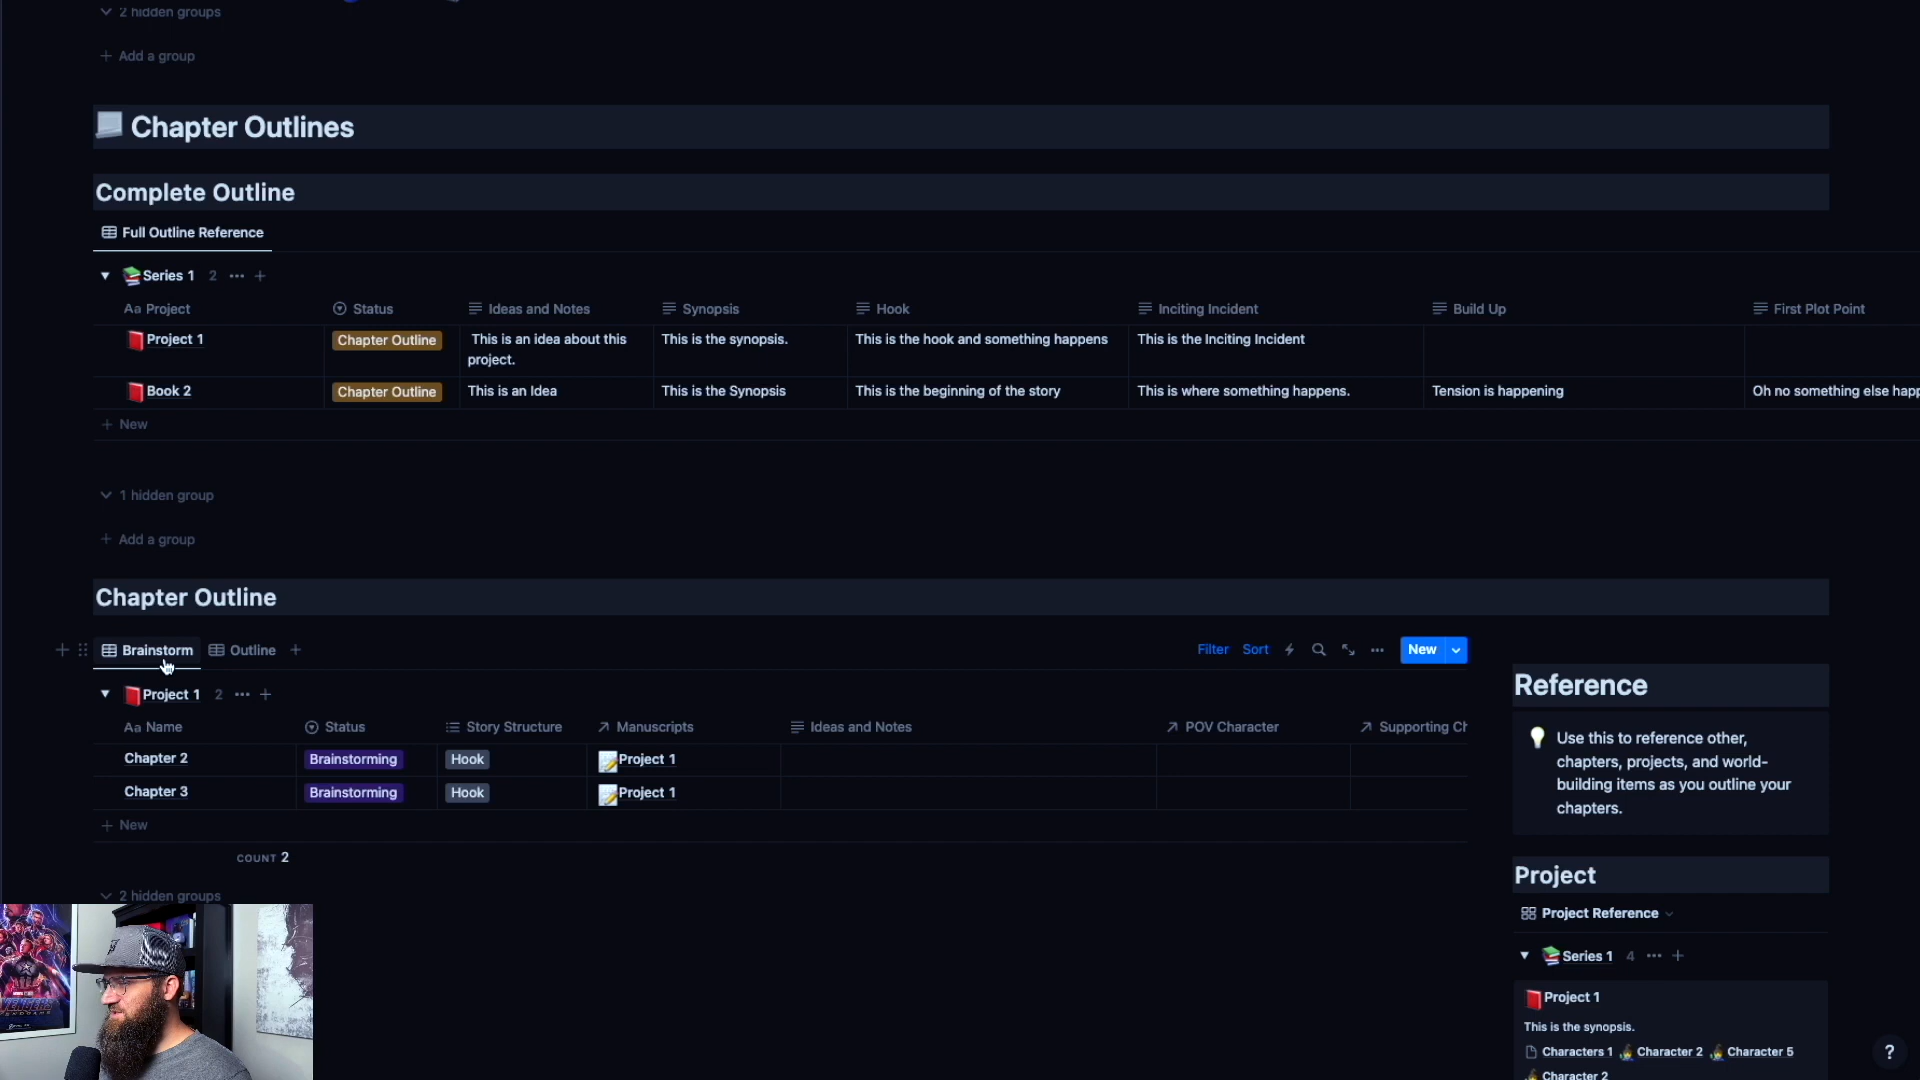 2 hidden groups
Add a group
Chapter Outlines
Complete Outline
Full Outline Reference
Series 1 2
Aa Project Status Ideas and Notes Synopsis Hook Inciting Incident Build Up First Plot Point
Project 1 Chapter Outline This is an idea about this project. This is the synopsis. This is the hook and something happens This is the Inciting Incident
Book 2 Chapter Outline This is an Idea This is the Synopsis This is the beginning of the story This is where something happens. Tension is happening Oh no something else happ
New
1 hidden group
Add a group
Chapter Outline
Brainstorm Outline Filter Sort New
Project 1 2
Aa Name Status Story Structure Manuscripts Ideas and Notes POV Character Supporting Ch
Chapter 2 Brainstorming Hook Project 1
Chapter 3 Brainstorming Hook Project 1
New
COUNT 2
2 hidden groups
Reference
Use this to reference other,
chapters, projects, and world-
building items as you outline your
chapters.
Project
Project Reference
Series 1 4
Project 1
This is the synopsis.
Characters 1 Character 2 Character 5
Character 2
?